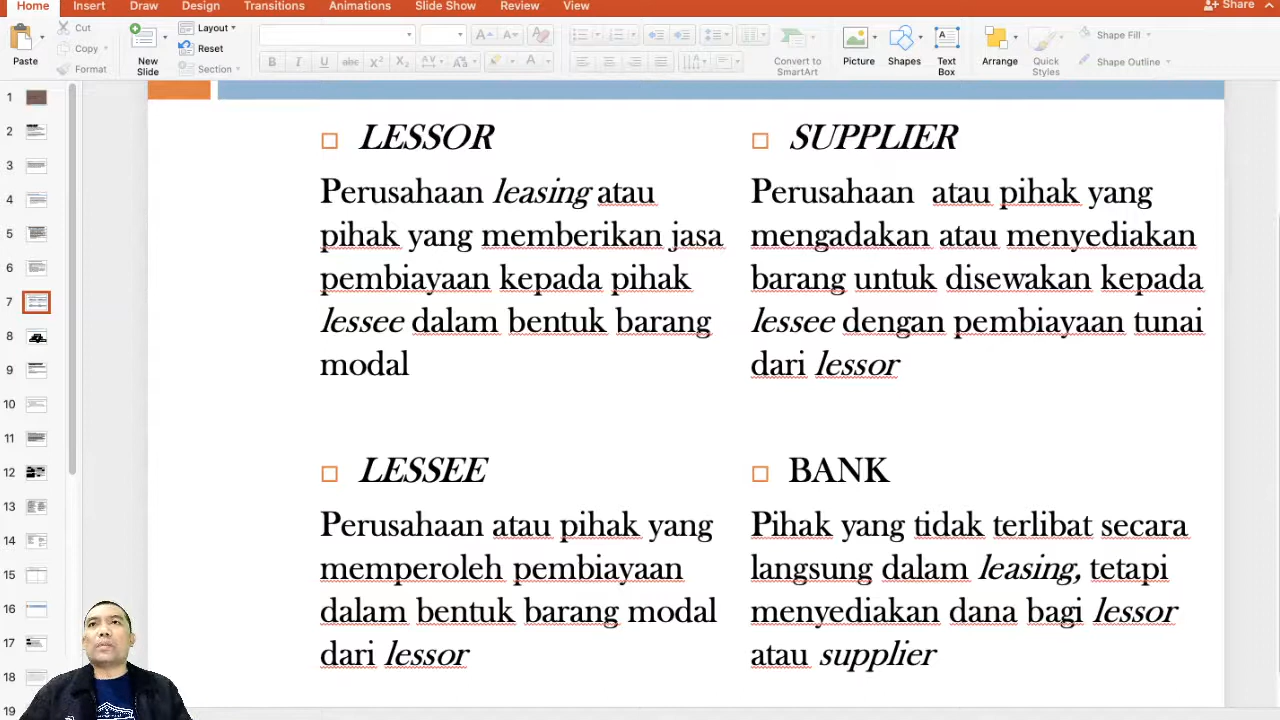 Home Insert Draw Design Transitions Animations Slide Show Review View Share
Paste
Cut
Copy
Format
New
Slide
Layout
Reset
Section
B I U abc X² X₂ AV Aa A
Convert to
SmartArt
Picture
Shapes
Text
Box
Arrange
Quick
Styles
Shape Fill
Shape Outline
1
2
3
4
5
6
7
8
9
10
11
12
13
14
15
16
17
18
19
LESSOR
Perusahaan leasing atau
pihak yang memberikan jasa
pembiayaan kepada pihak
lessee dalam bentuk barang
modal
LESSEE
Perusahaan atau pihak yang
memperoleh pembiayaan
dalam bentuk barang modal
dari lessor
SUPPLIER
Perusahaan atau pihak yang
mengadakan atau menyediakan
barang untuk disewakan kepada
lessee dengan pembiayaan tunai
dari lessor
BANK
Pihak yang tidak terlibat secara
langsung dalam leasing, tetapi
menyediakan dana bagi lessor
atau supplier